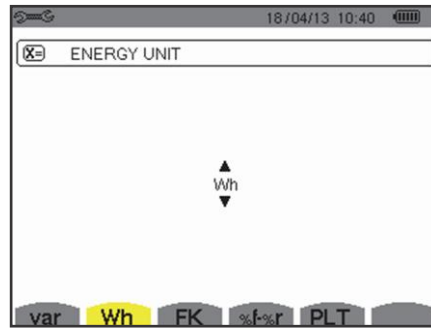 18/04/13 10:40
X= ENERGY UNIT
Wh
var Wh FK %f-%r PLT